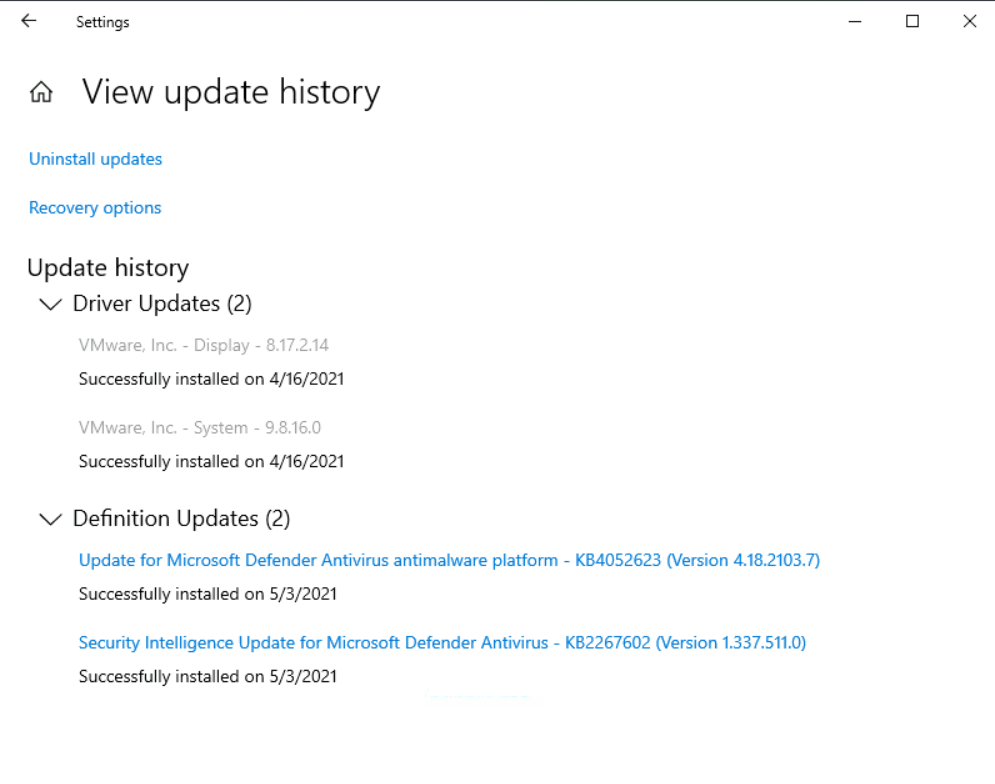 Settings
View update history
Uninstall updates
Recovery options
Update history
Driver Updates (2)
VMware, Inc. - Display - 8.17.2.14
Successfully installed on 4/16/2021
VMware, Inc. - System - 9.8.16.0
Successfully installed on 4/16/2021
Definition Updates (2)
Update for Microsoft Defender Antivirus antimalware platform - KB4052623 (Version 4.18.2103.7)
Successfully installed on 5/3/2021
Security Intelligence Update for Microsoft Defender Antivirus - KB2267602 (Version 1.337.511.0)
Successfully installed on 5/3/2021